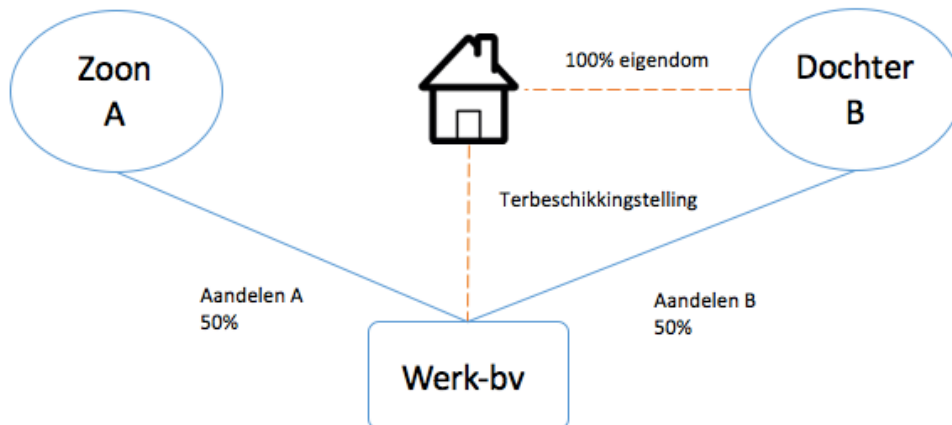 Zoon
A
100% eigendom
Dochter
B
Terbeschikkingstelling
Aandelen A
50%
Aandelen B
50%
Werk-bv